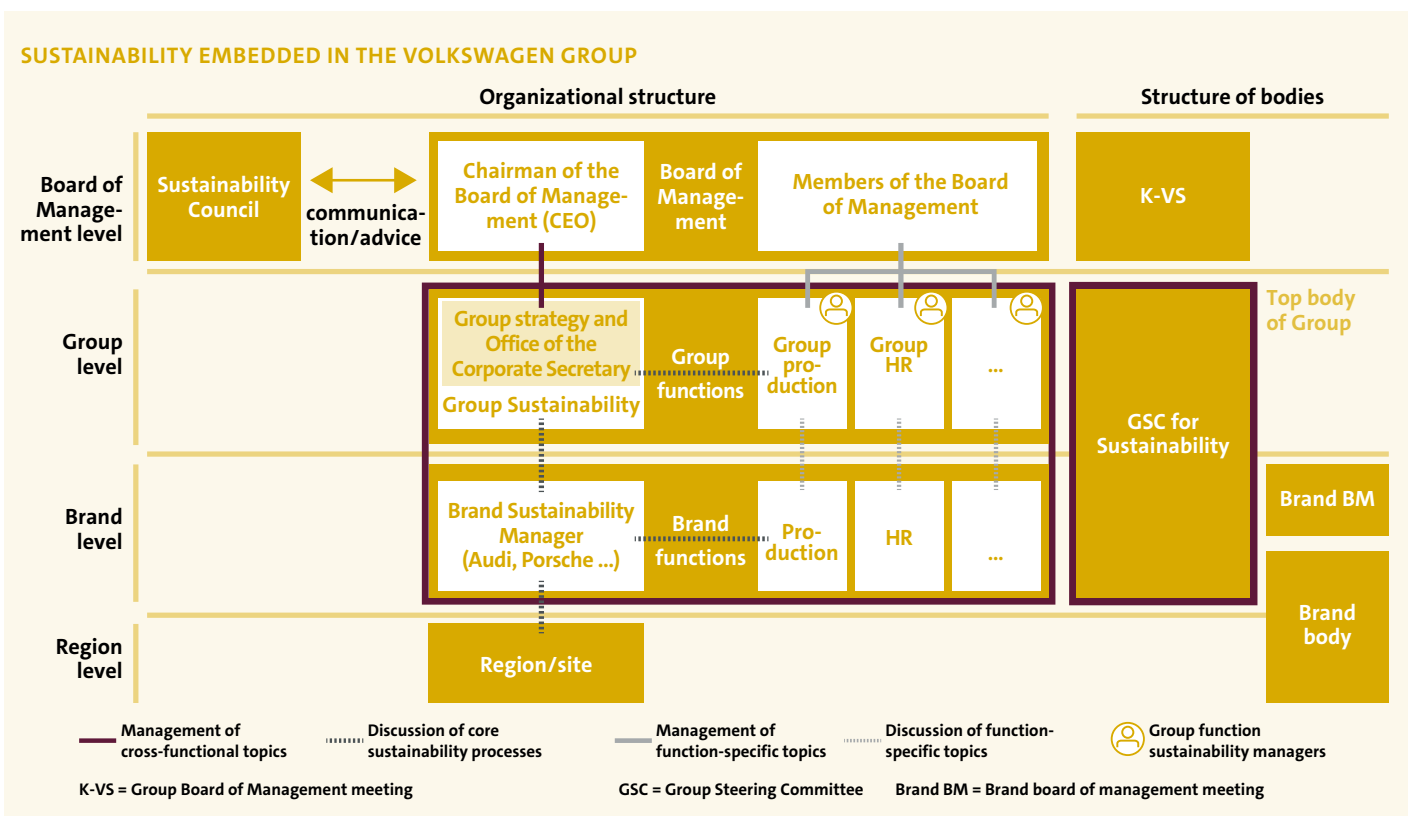 SUSTAINABILITY EMBEDDED IN THE VOLKSWAGEN GROUP
Organizational structure
Structure of bodies
Board of
Manage-
ment level
Sustainability
Council
communica-
tion/advice
Chairman of the
Board of Manage-
ment (CEO)
Board of
Manage-
ment
Members of the Board
of Management
K-VS
Group
level
Group strategy and
Office of the
Corporate Secretary
Group Sustainability
Group
functions
Group
pro-
duction
Group
HR
...
GSC for
Sustainability
Top body
of Group
Brand
level
Brand Sustainability
Manager
(Audi, Porsche ...)
Brand
functions
Pro-
duction
HR
...
Brand BM
Brand
body
Region
level
Region/site
Management of
cross-functional topics
Discussion of core
sustainability processes
Management of
function-specific topics
Discussion of function-
specific topics
Group function
sustainability managers
K-VS = Group Board of Management meeting
GSC = Group Steering Committee
Brand BM = Brand board of management meeting